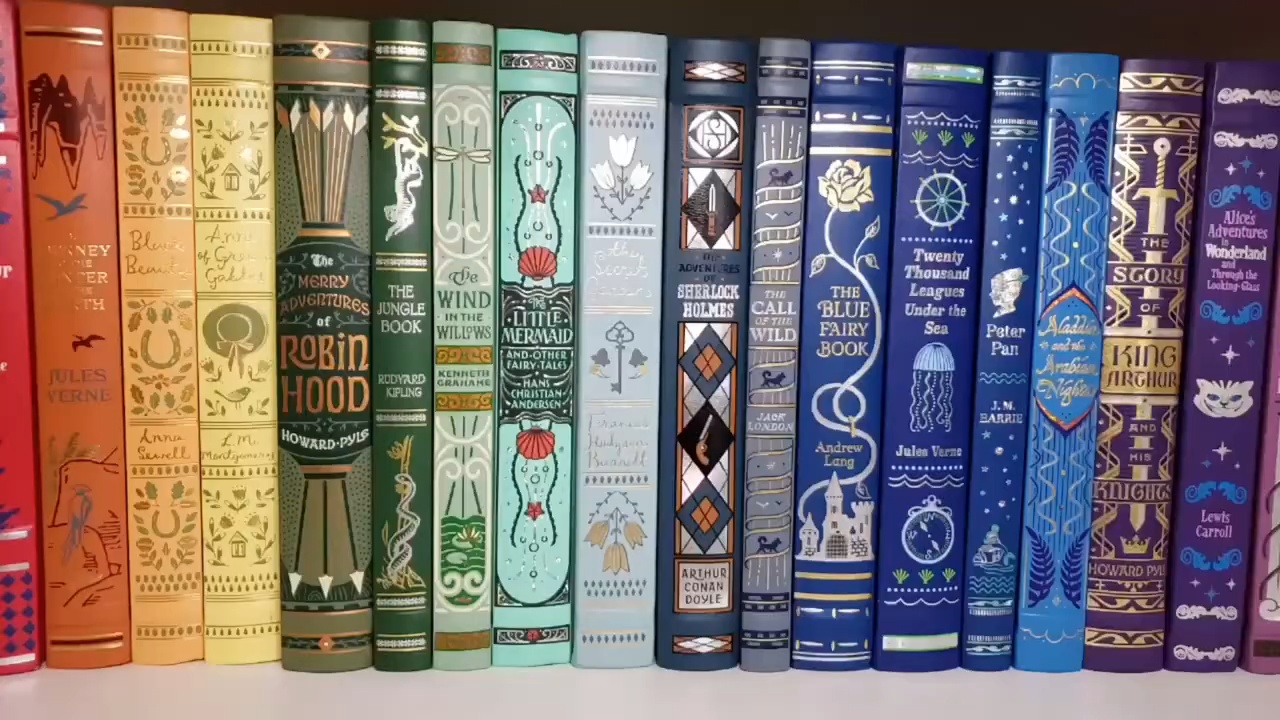 JULES
VERNE
Black
Beauty
Anna
Sewell
Anne
of Green
Gables
L.M.
Montgomery
The
MERRY
ADVENTURES
of
ROBIN
HOOD
HOWARD PYLE
THE
JUNGLE
BOOK
RUDYARD
KIPLING
The
WIND
IN THE
WILLOWS
KENNETH
GRAHAME
The
LITTLE
MERMAID
AND OTHER
FAIRY TALES
HANS
CHRISTIAN
ANDERSEN
The
Secret
Garden
Frances
Hodgson
Burnett
SH
THE
ADVENTURES
OF
SHERLOCK
HOLMES
ARTHUR
CONAN
DOYLE
THE
CALL
OF THE
WILD
JACK
LONDON
THE
BLUE
FAIRY
BOOK
Andrew
Lang
Twenty
Thousand
Leagues
Under the
Sea
Jules Verne
Peter
Pan
J.M.
BARRIE
Aladdin
and the
Arabian
Nights
THE
STORY
OF
KING
ARTHUR
AND
HIS
KNIGHTS
HOWARD PYLE
Alice's
Adventures
in
Wonderland
and
Through the
Looking-Glass
Lewis
Carroll